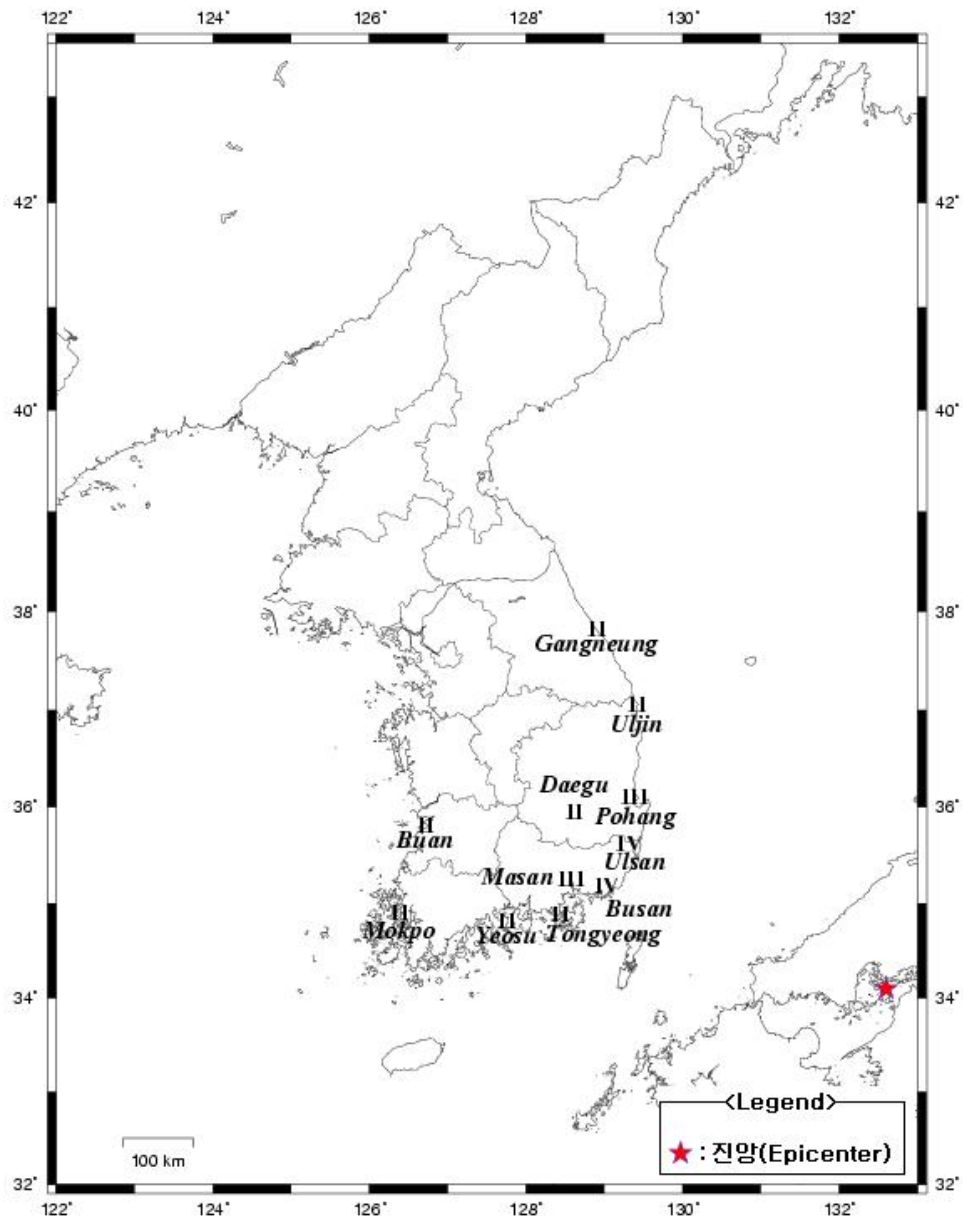 122° 124° 126° 128° 130° 132°
42° 42°
40° 40°
38° 38°
II
Gangneung
II
Uljin
Daegu
II
III
Pohang
36° 36°
II
Buan
IV
Ulsan
Masan III
IV
Busan
II
Mokpo
II
Yeosu
II
Tongyeong
34° 34°
<Legend>
: 진앙(Epicenter)
100 km
32° 32°
122° 124° 126° 128° 130° 132°